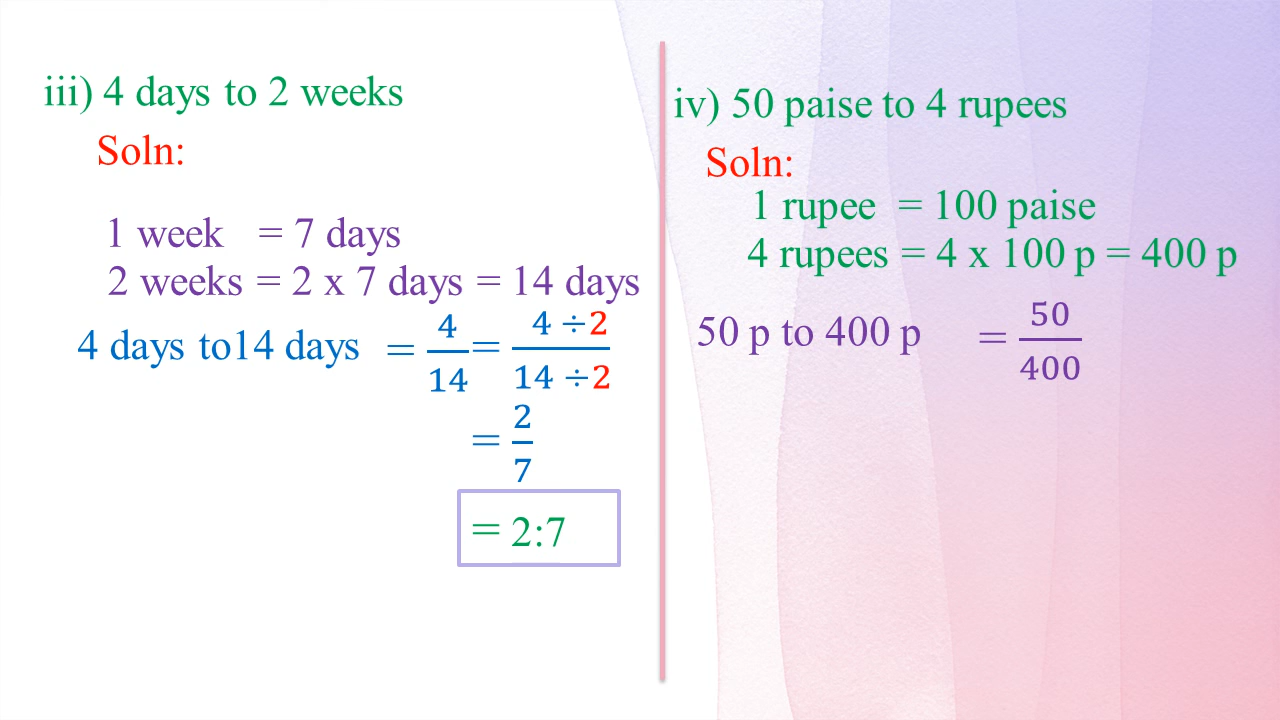 iii) 4 days to 2 weeks
Soln:
1 week = 7 days
2 weeks = 2 x 7 days = 14 days
4 days to14 days = 4/14 = 4 ÷2/14 ÷2
= 2/7
= 2:7
iv) 50 paise to 4 rupees
Soln:
1 rupee = 100 paise
4 rupees = 4 x 100 p = 400 p
50 p to 400 p = 50/400